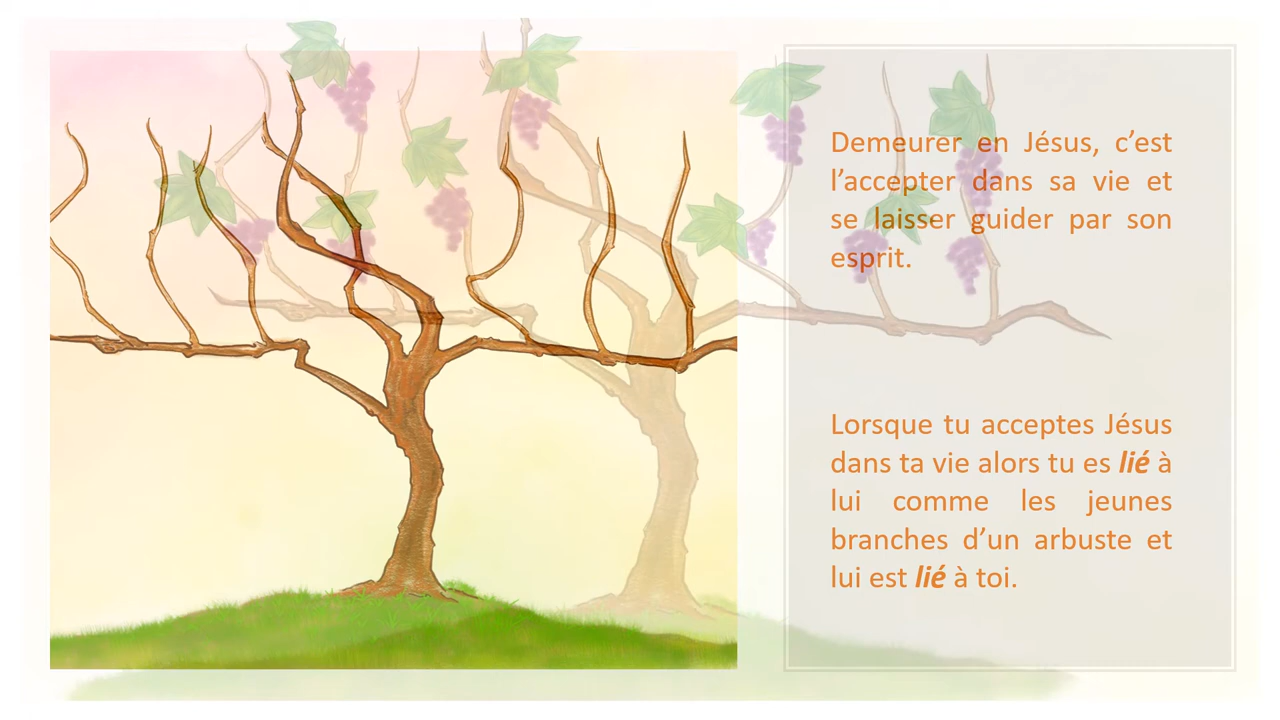 Demeurer en Jésus, c’est
l’accepter dans sa vie et
se laisser guider par son
esprit.
Lorsque tu acceptes Jésus
dans ta vie alors tu es lié à
lui comme les jeunes
branches d’un arbuste et
lui est lié à toi.